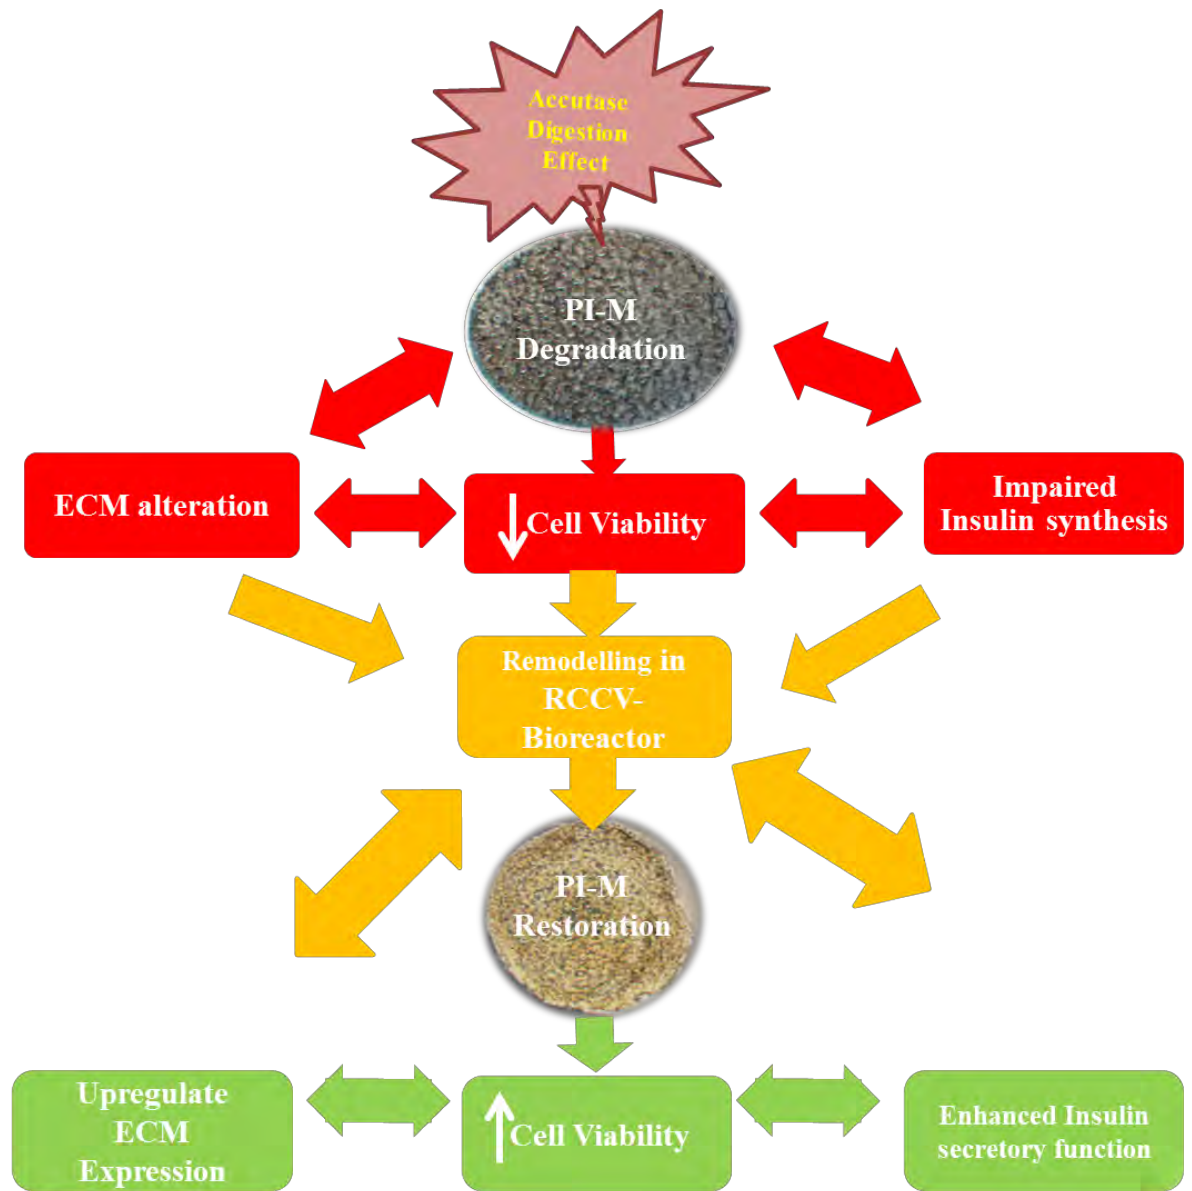 Accutase
Digestion
Effect
PI-M
Degradation
ECM alteration
Cell Viability
Impaired
Insulin synthesis
Remodelling in
RCCV-
Bioreactor
PI-M
Restoration
Upregulate
ECM
Expression
Cell Viability
Enhanced Insulin
secretory function